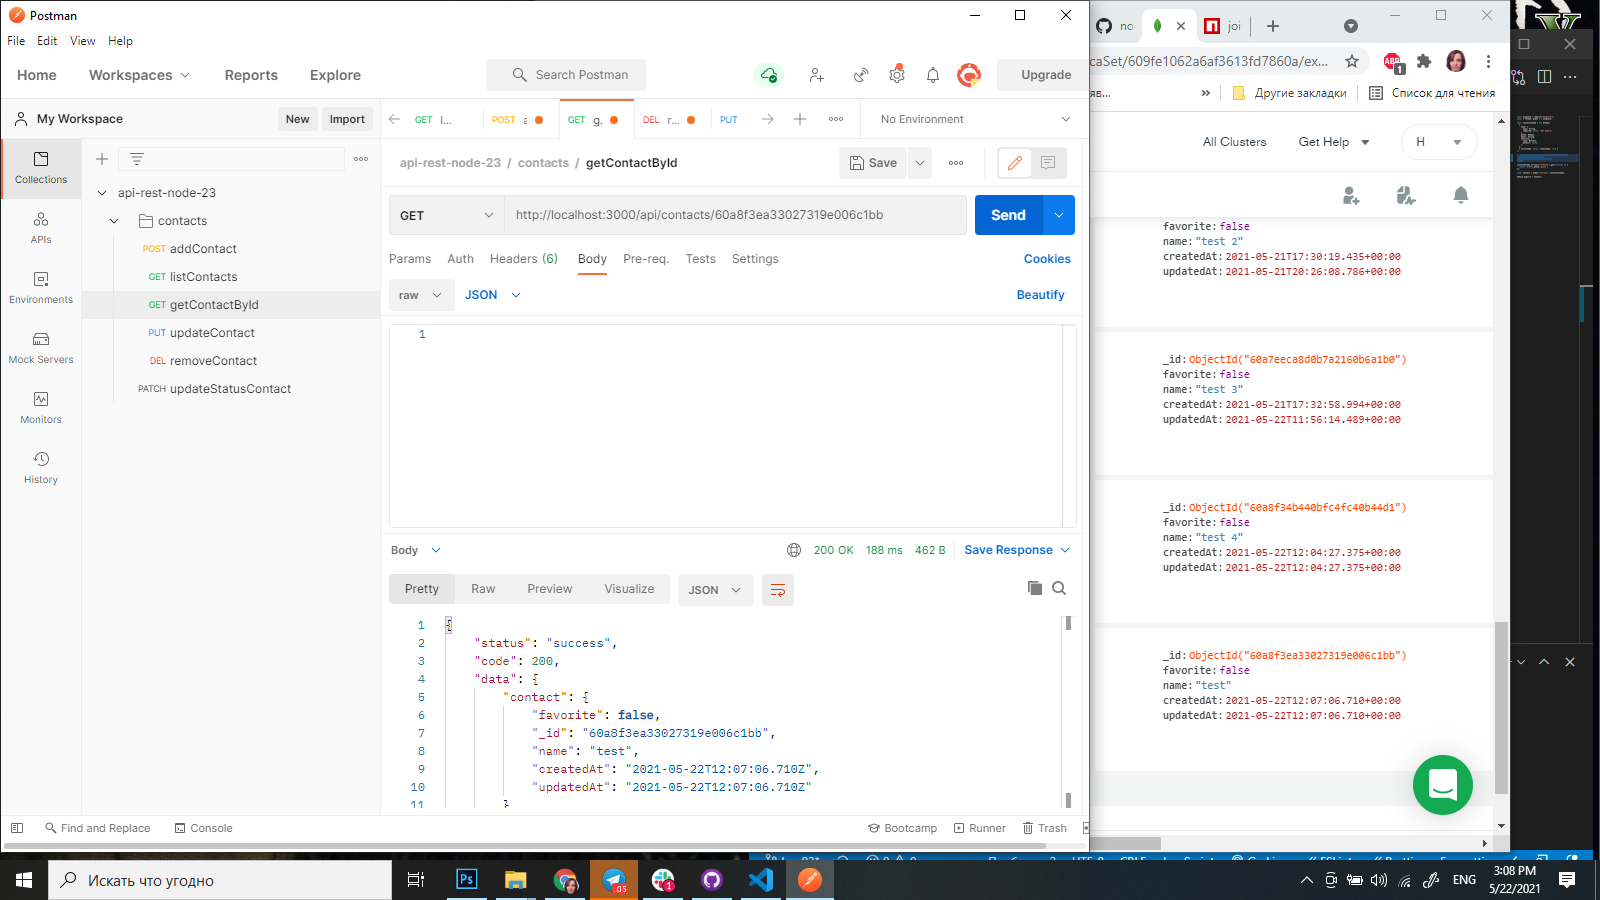 Postman
File Edit View Help
Home Workspaces Reports Explore Search Postman Upgrade
My Workspace New Import
GET POST GET g. DEL r... PUT No Environment
Collections
APIs
Environments
Mock Servers
Monitors
History
api-rest-node-23
contacts
POST addContact
GET listContacts
GET getContactById
PUT updateContact
DEL removeContact
PATCH updateStatusContact
api-rest-node-23 / contacts / getContactById Save
GET http://localhost:3000/api/contacts/60a8f3ea33027319e006c1bb Send
Params Auth Headers (6) Body Pre-req. Tests Settings Cookies
raw JSON Beautify
1
Body 200 OK 188 ms 462 B Save Response
Pretty Raw Preview Visualize JSON
1 {
2 "status": "success",
3 "code": 200,
4 "data": {
5 "contact": {
6 "favorite": false,
7 "_id": "60a8f3ea33027319e006c1bb",
8 "name": "test",
9 "createdAt": "2021-05-22T12:07:06.710Z",
10 "updatedAt": "2021-05-22T12:07:06.710Z"
11 }
Find and Replace Console Bootcamp Runner Trash
no joi
caSet/609fe1062a6af3613fd7860a/ex...
яв... » Другие закладки Список для чтения
ABP 1
All Clusters Get Help H
favorite: false
name: "test 2"
createdAt: 2021-05-21T17:30:19.435+00:00
updatedAt: 2021-05-21T20:26:08.786+00:00
_id: ObjectId("60a7eeca8d0b7a2160b6a1b0")
favorite: false
name: "test 3"
createdAt: 2021-05-21T17:32:58.994+00:00
updatedAt: 2021-05-22T11:56:14.489+00:00
_id: ObjectId("60a8f34b440bfc4fc40b44d1")
favorite: false
name: "test 4"
createdAt: 2021-05-22T12:04:27.375+00:00
updatedAt: 2021-05-22T12:04:27.375+00:00
_id: ObjectId("60a8f3ea33027319e006c1bb")
favorite: false
name: "test"
createdAt: 2021-05-22T12:07:06.710+00:00
updatedAt: 2021-05-22T12:07:06.710+00:00
Искать что угодно
Ps .05 1
ENG 3:08 PM
5/22/2021